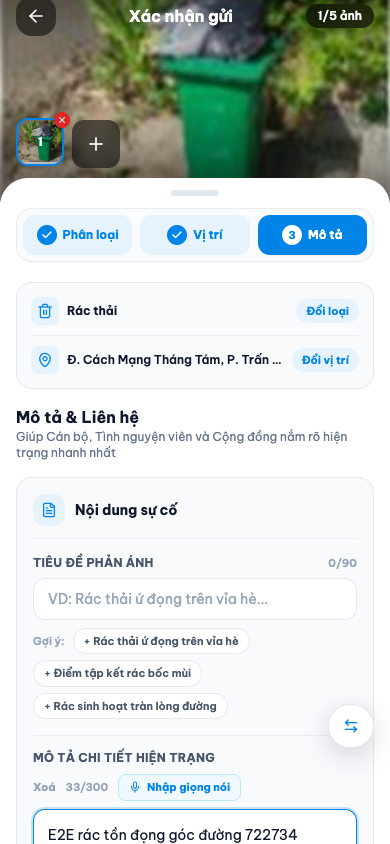 Xác nhận gửi
1/5 ảnh
1
Phân loại
Vị trí
3 Mô tả
Rác thải
Đổi loại
Đ. Cách Mạng Tháng Tám, P. Trấn ...
Đổi vị trí
Mô tả & Liên hệ
Giúp Cán bộ, Tình nguyện viên và Cộng đồng nắm rõ hiện
trạng nhanh nhất
Nội dung sự cố
TIÊU ĐỀ PHẢN ÁNH
0/90
VD: Rác thải ứ đọng trên vỉa hè...
Gợi ý:
+ Rác thải ứ đọng trên vỉa hè
+ Điểm tập kết rác bốc mùi
+ Rác sinh hoạt tràn lòng đường
MÔ TẢ CHI TIẾT HIỆN TRẠNG
Xoá
33/300
Nhập giọng nói
E2E rác tồn đọng góc đường 722734